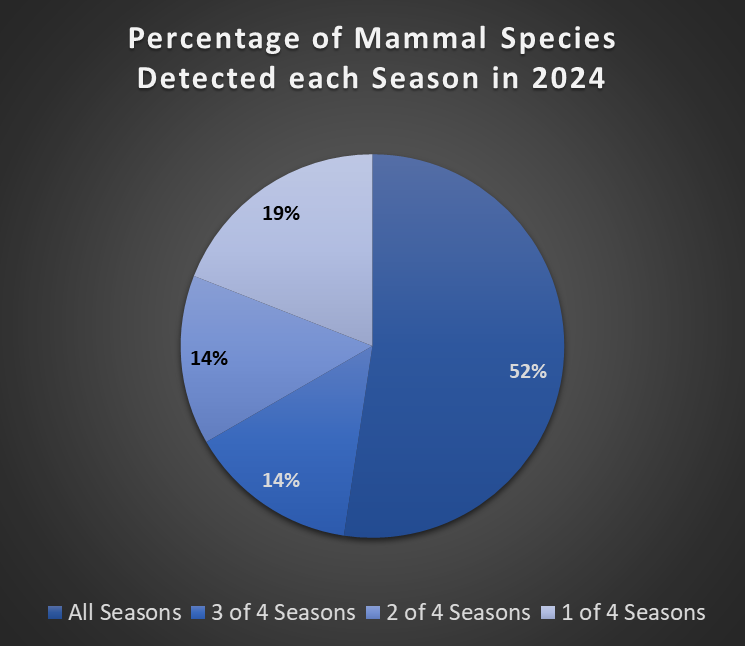 Percentage of Mammal Species
Detected each Season in 2024
19%
52%
14%
14%
All Seasons 3 of 4 Seasons 2 of 4 Seasons 1 of 4 Seasons